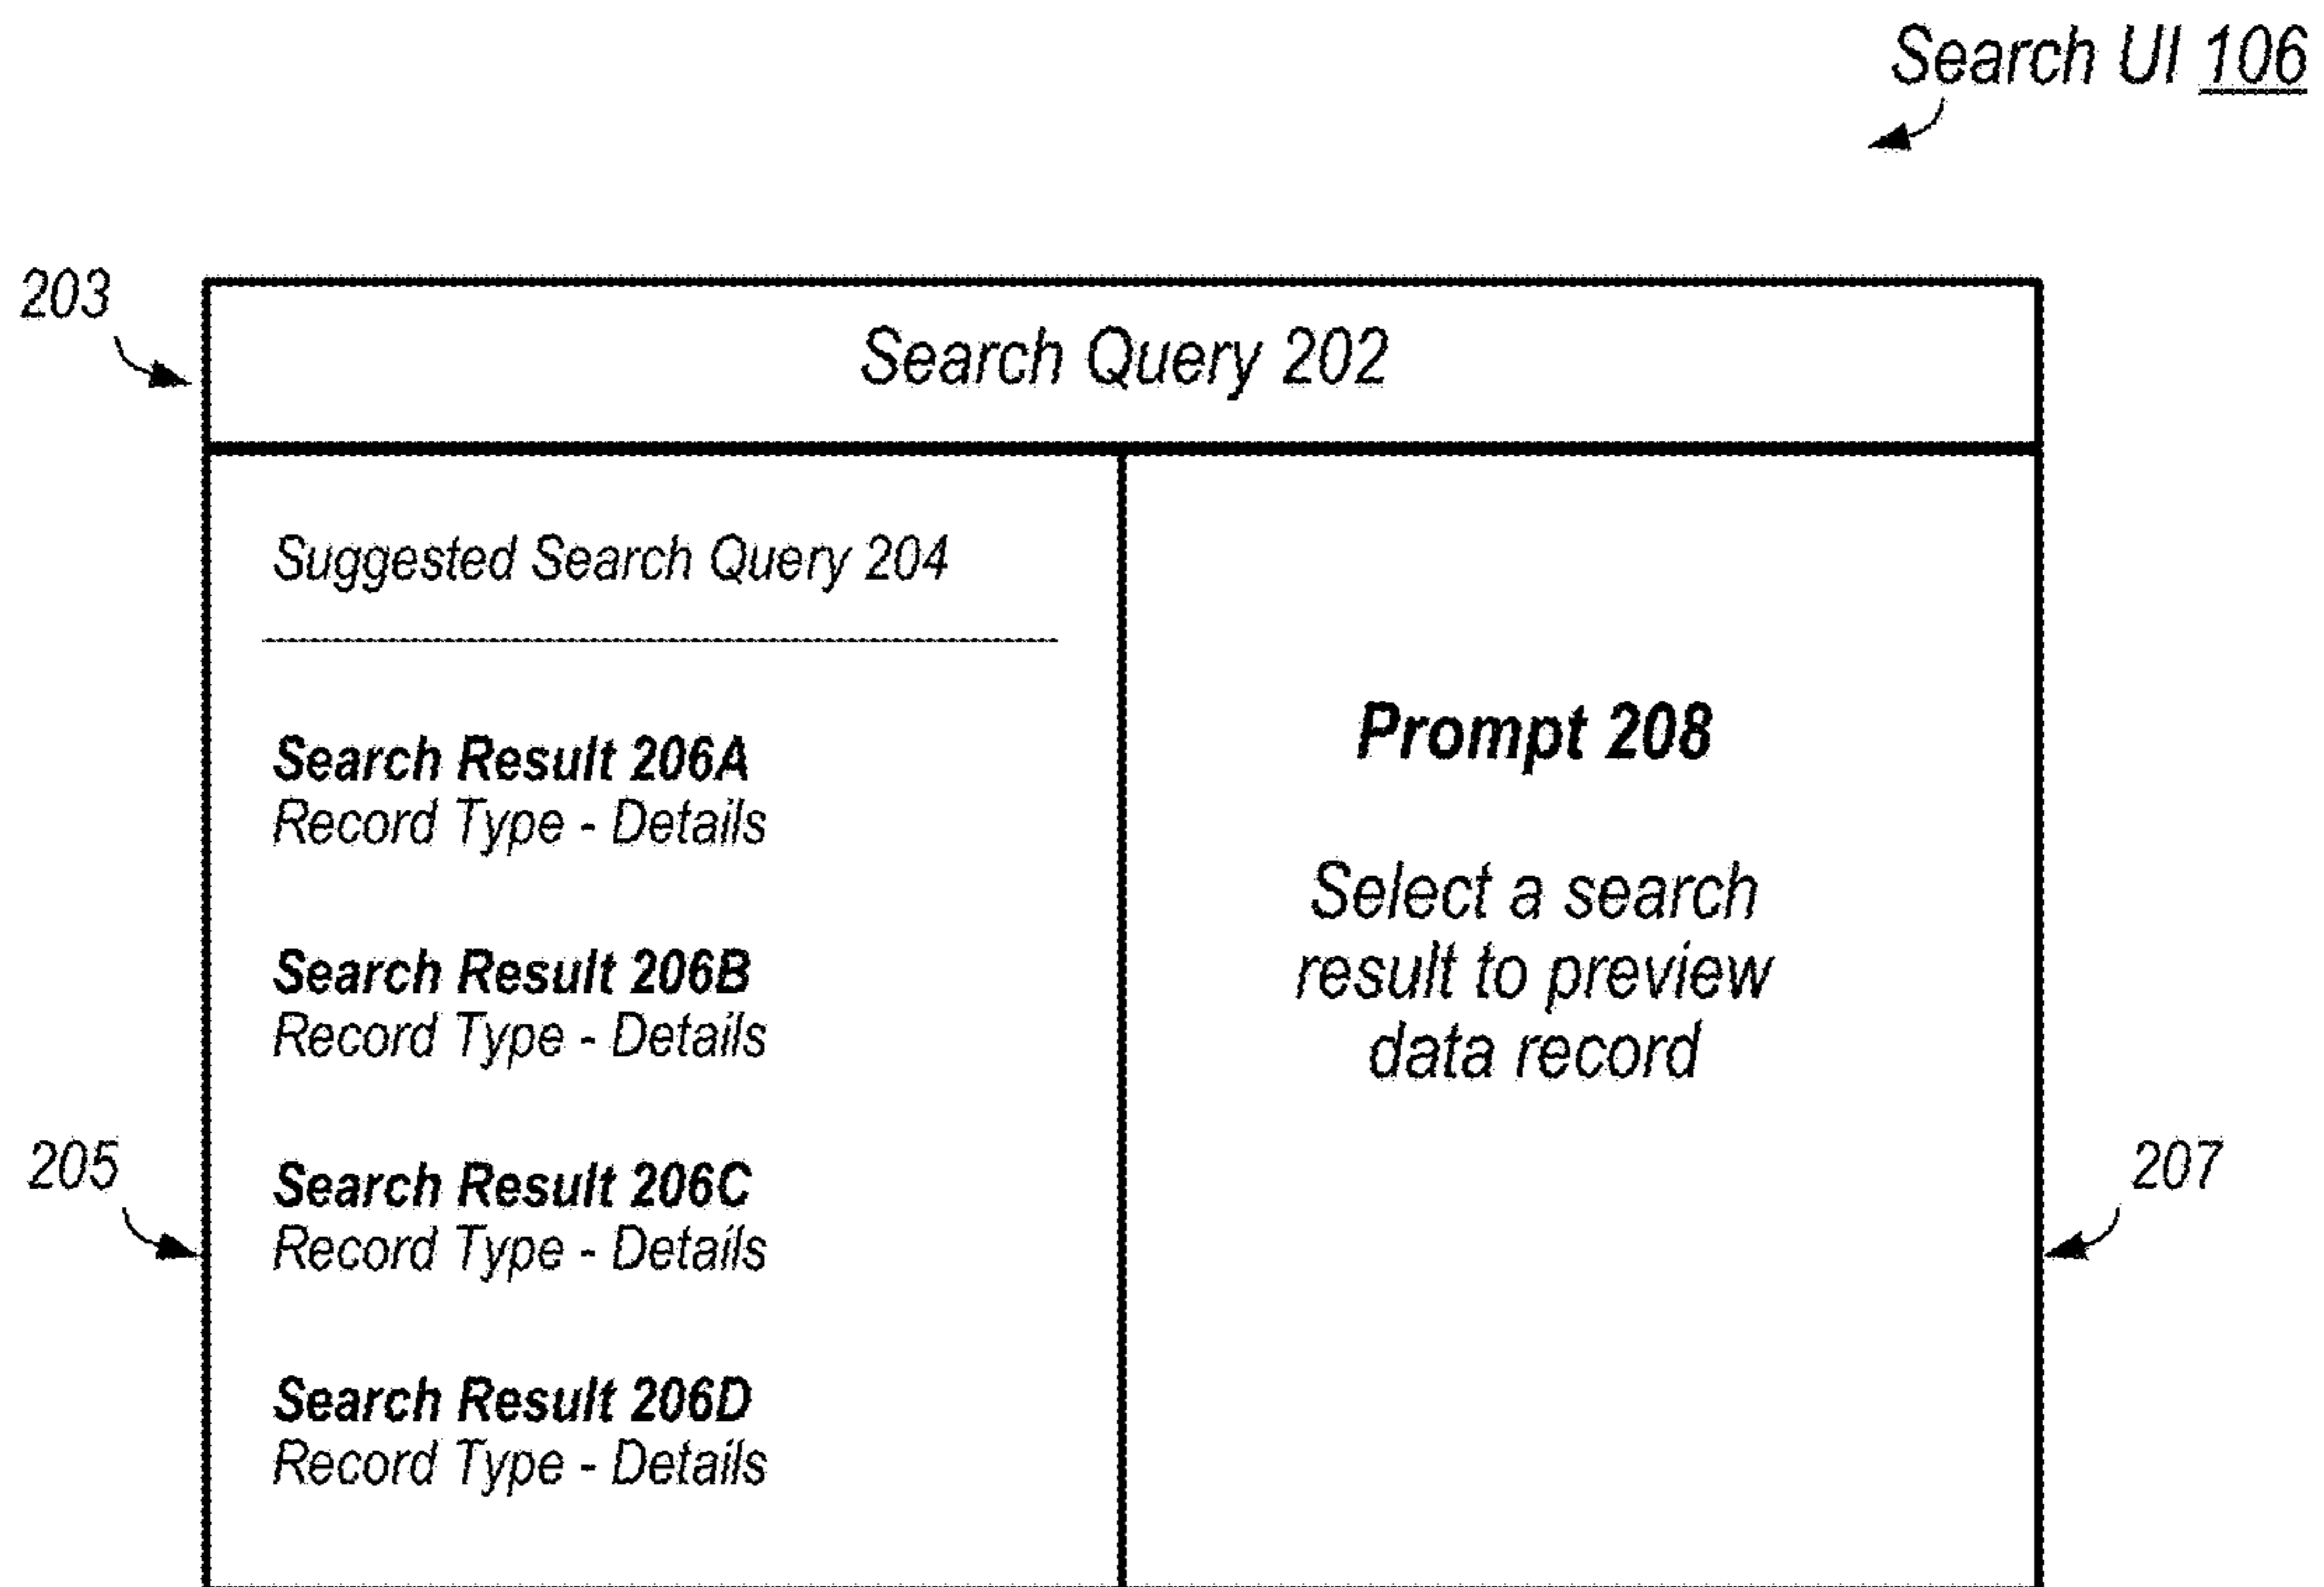 Search UI 106
203
Search Query 202
Suggested Search Query 204
Search Result 206A
Record Type - Details
Search Result 206B
Record Type - Details
205
Search Result 206C
Record Type - Details
Search Result 206D
Record Type - Details
Prompt 208
Select a search
result to preview
data record
207